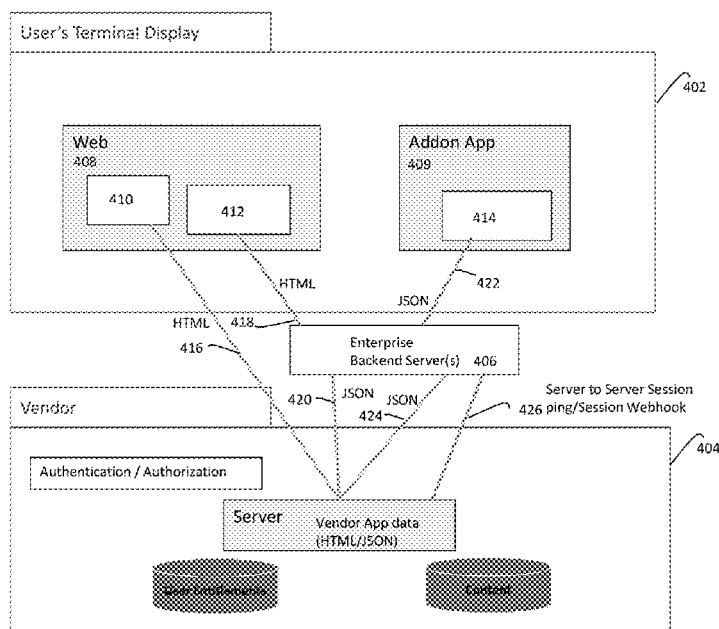 User's Terminal Display
402
Web
408
410
412
Addon App
409
414
HTML
422
JSON
HTML
418
416
Enterprise
Backend Server(s) 406
JSON
420
JSON
424
Server to Server Session
426 ping/Session Webhook
Vendor
404
Authentication / Authorization
Server
Vendor App data
(HTML/JSON)
User Entitlements
Content